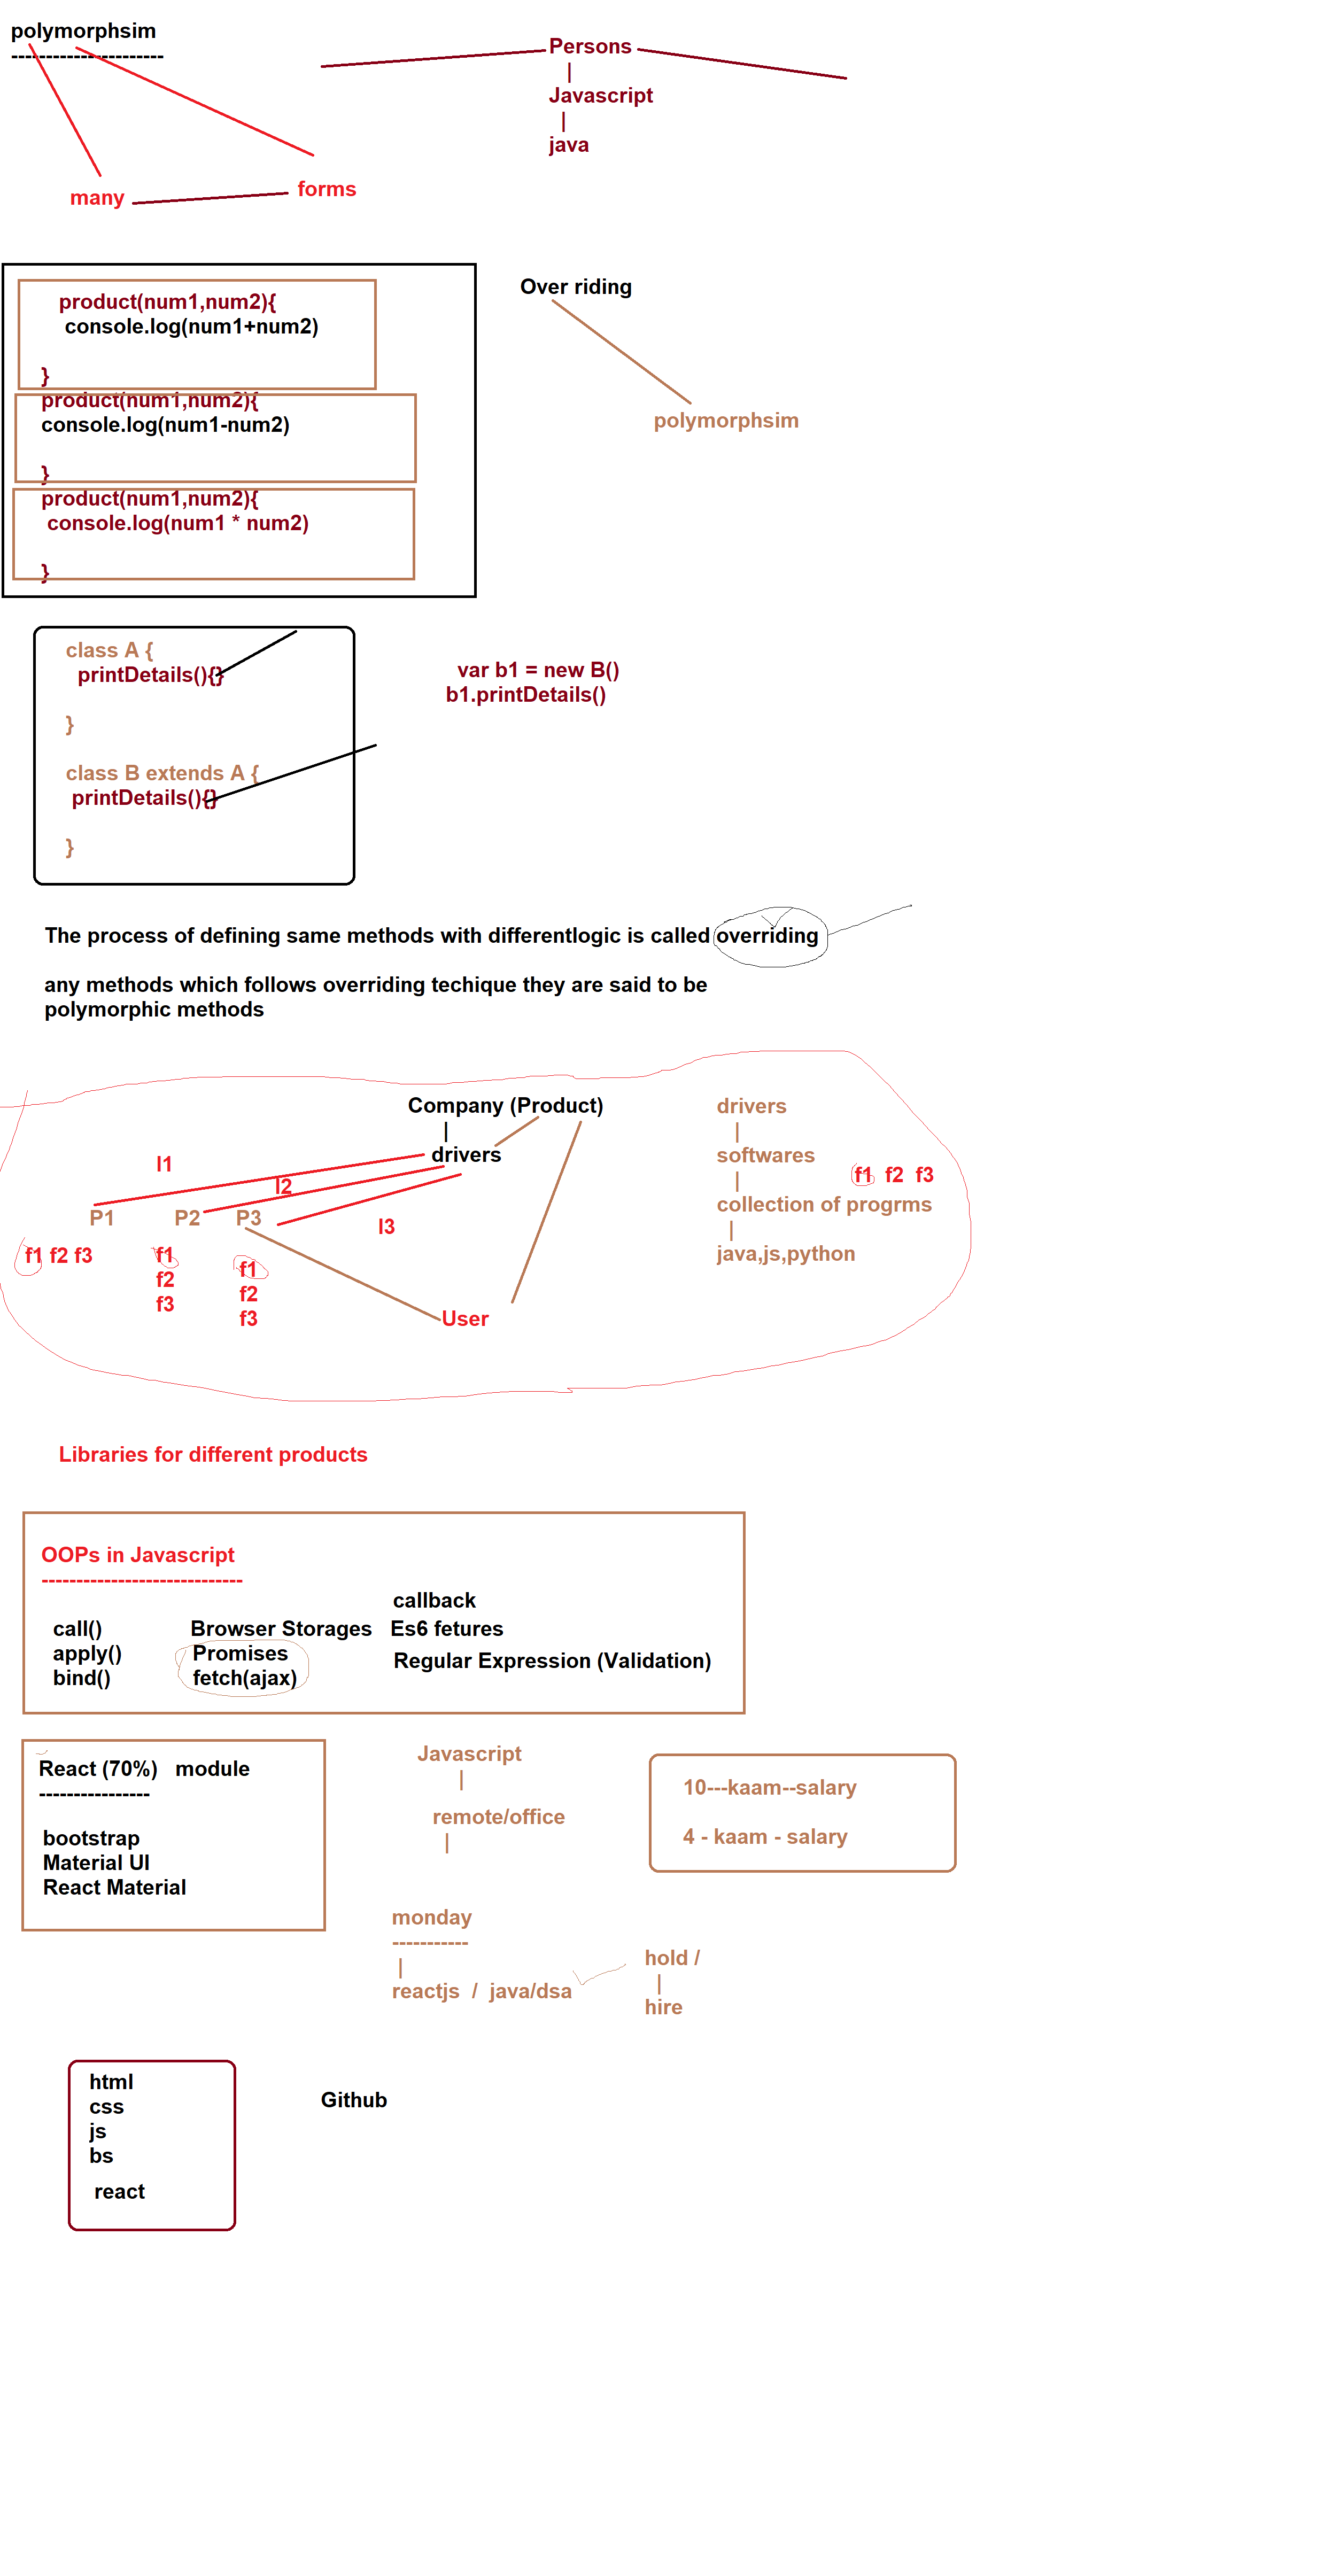 polymorphsim
----------------------
Persons
|
Javascript
|
java
many
forms
product(num1,num2){
console.log(num1+num2)
}
product(num1,num2){
console.log(num1-num2)
}
product(num1,num2){
console.log(num1 * num2)
}
Over riding
polymorphsim
class A {
printDetails(){}
}
class B extends A {
printDetails(){}
}
var b1 = new B()
b1.printDetails()
The process of defining same methods with differentlogic is called overriding
any methods which follows overriding techique they are said to be
polymorphic methods
Company (Product)
|
drivers
l1
l2
l3
P1 P2 P3
f1 f2 f3
f1
f2
f3
f1
f2
f3
User
drivers
|
softwares
|
f1 f2 f3
collection of progrms
|
java,js,python
Libraries for different products
OOPs in Javascript
-----------------------------
callback
call() Browser Storages Es6 fetures
apply() Promises Regular Expression (Validation)
bind() fetch(ajax)
React (70%) module
----------------
bootstrap
Material UI
React Material
Javascript
|
remote/office
|
10---kaam--salary
4 - kaam - salary
monday
-----------
|
reactjs / java/dsa
hold /
|
hire
html
css
js
bs
react
Github